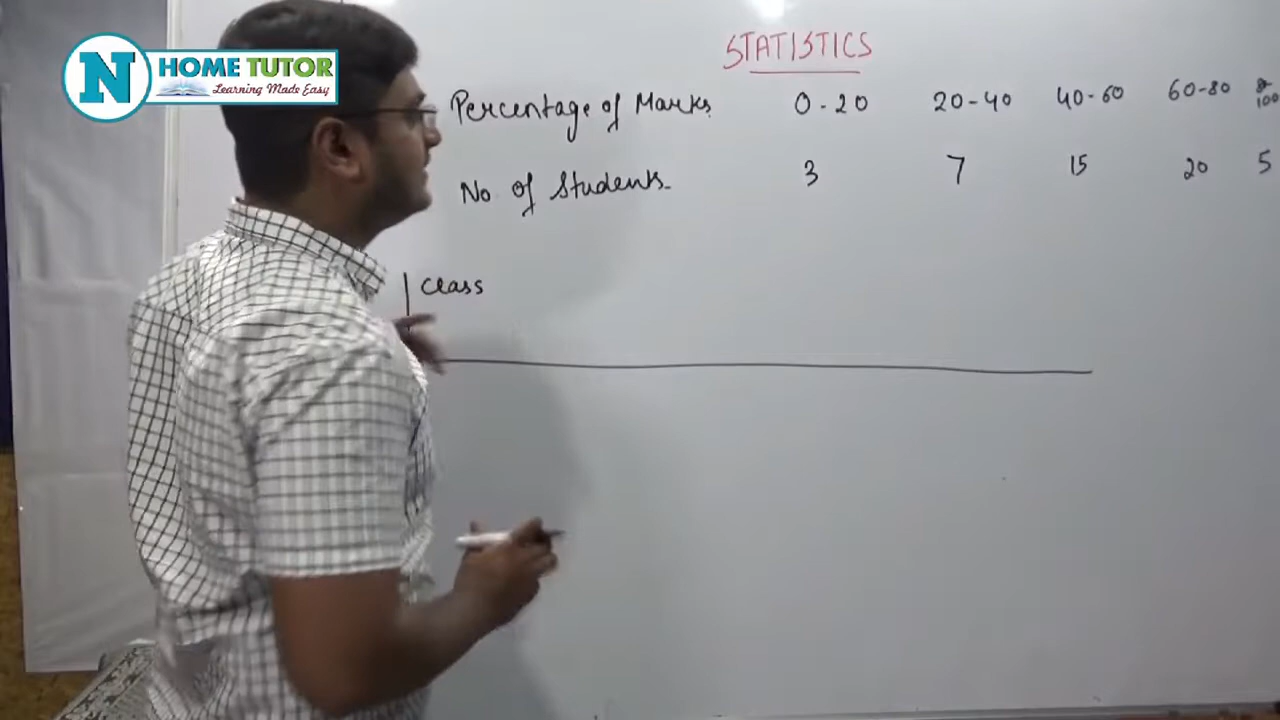 N HOME TUTOR
Learning Made Easy
STATISTICS
Percentage of Marks 0-20 20-40 40-60 60-80
100
No. of Students 3 7 15 20 5
Class